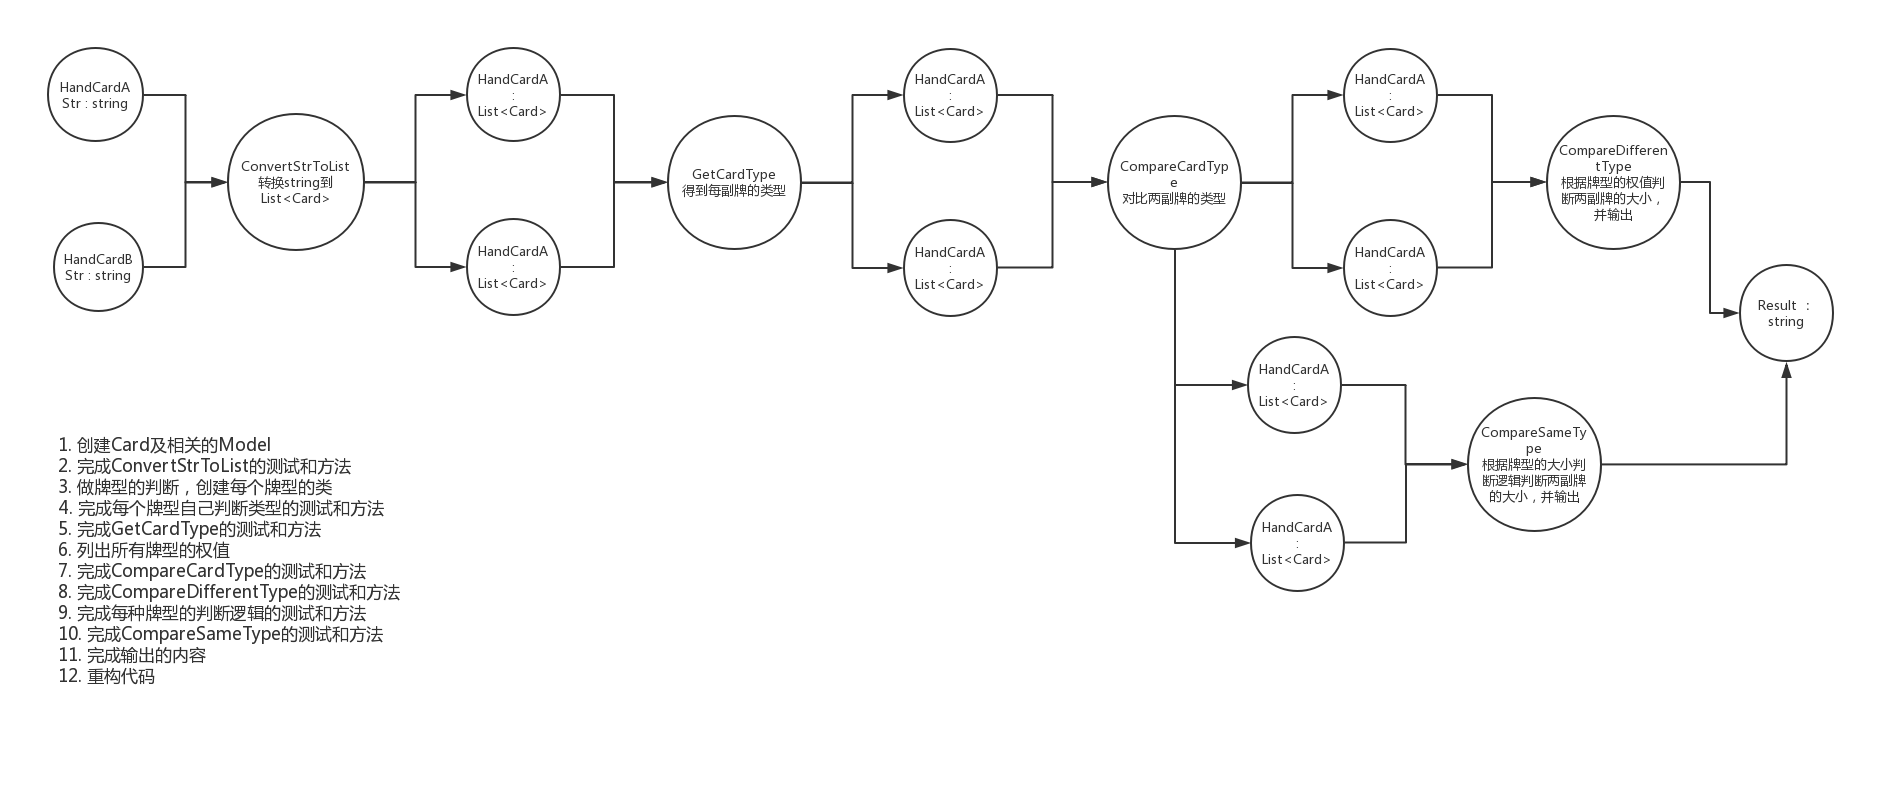 HandCardA
Str : string
HandCardB
Str : string
ConvertStrToList
转换string到
List<Card>
HandCardA
:
List<Card>
HandCardA
:
List<Card>
GetCardType
得到每副牌的类型
HandCardA
:
List<Card>
HandCardA
:
List<Card>
CompareCardTyp
e
对比两副牌的类型
HandCardA
:
List<Card>
HandCardA
:
List<Card>
CompareDifferen
tType
根据牌型的权值判
断两副牌的大小，
并输出
Result ：
string
HandCardA
:
List<Card>
HandCardA
:
List<Card>
CompareSameTy
pe
根据牌型的大小判
断逻辑判断两副牌
的大小，并输出
1. 创建Card及相关的Model
2. 完成ConvertStrToList的测试和方法
3. 做牌型的判断，创建每个牌型的类
4. 完成每个牌型自己判断类型的测试和方法
5. 完成GetCardType的测试和方法
6. 列出所有牌型的权值
7. 完成CompareCardType的测试和方法
8. 完成CompareDifferentType的测试和方法
9. 完成每种牌型的判断逻辑的测试和方法
10. 完成CompareSameType的测试和方法
11. 完成输出的内容
12. 重构代码